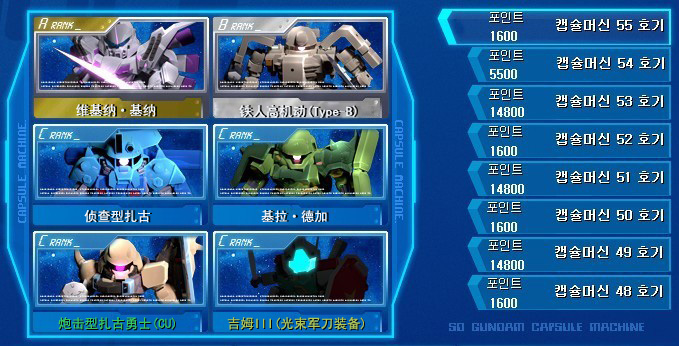 A RANK_
维基纳·基纳
B RANK_
铁人高机动(Type B)
C RANK_
侦查型扎古
C RANK_
基拉·德加
C RANK_
炮击型扎古勇士(CU)
C RANK_
吉姆III(光束军刀装备)
CAPSULE MACHINE
CAPSULE MACHINE
포인트
1600
캡슐머신 55 호기
포인트
5500
캡슐머신 54 호기
포인트
14800
캡슐머신 53 호기
포인트
1600
캡슐머신 52 호기
포인트
14800
캡슐머신 51 호기
포인트
1600
캡슐머신 50 호기
포인트
14800
캡슐머신 49 호기
포인트
1600
캡슐머신 48 호기
SD GUNDAM CAPSULE MACHINE